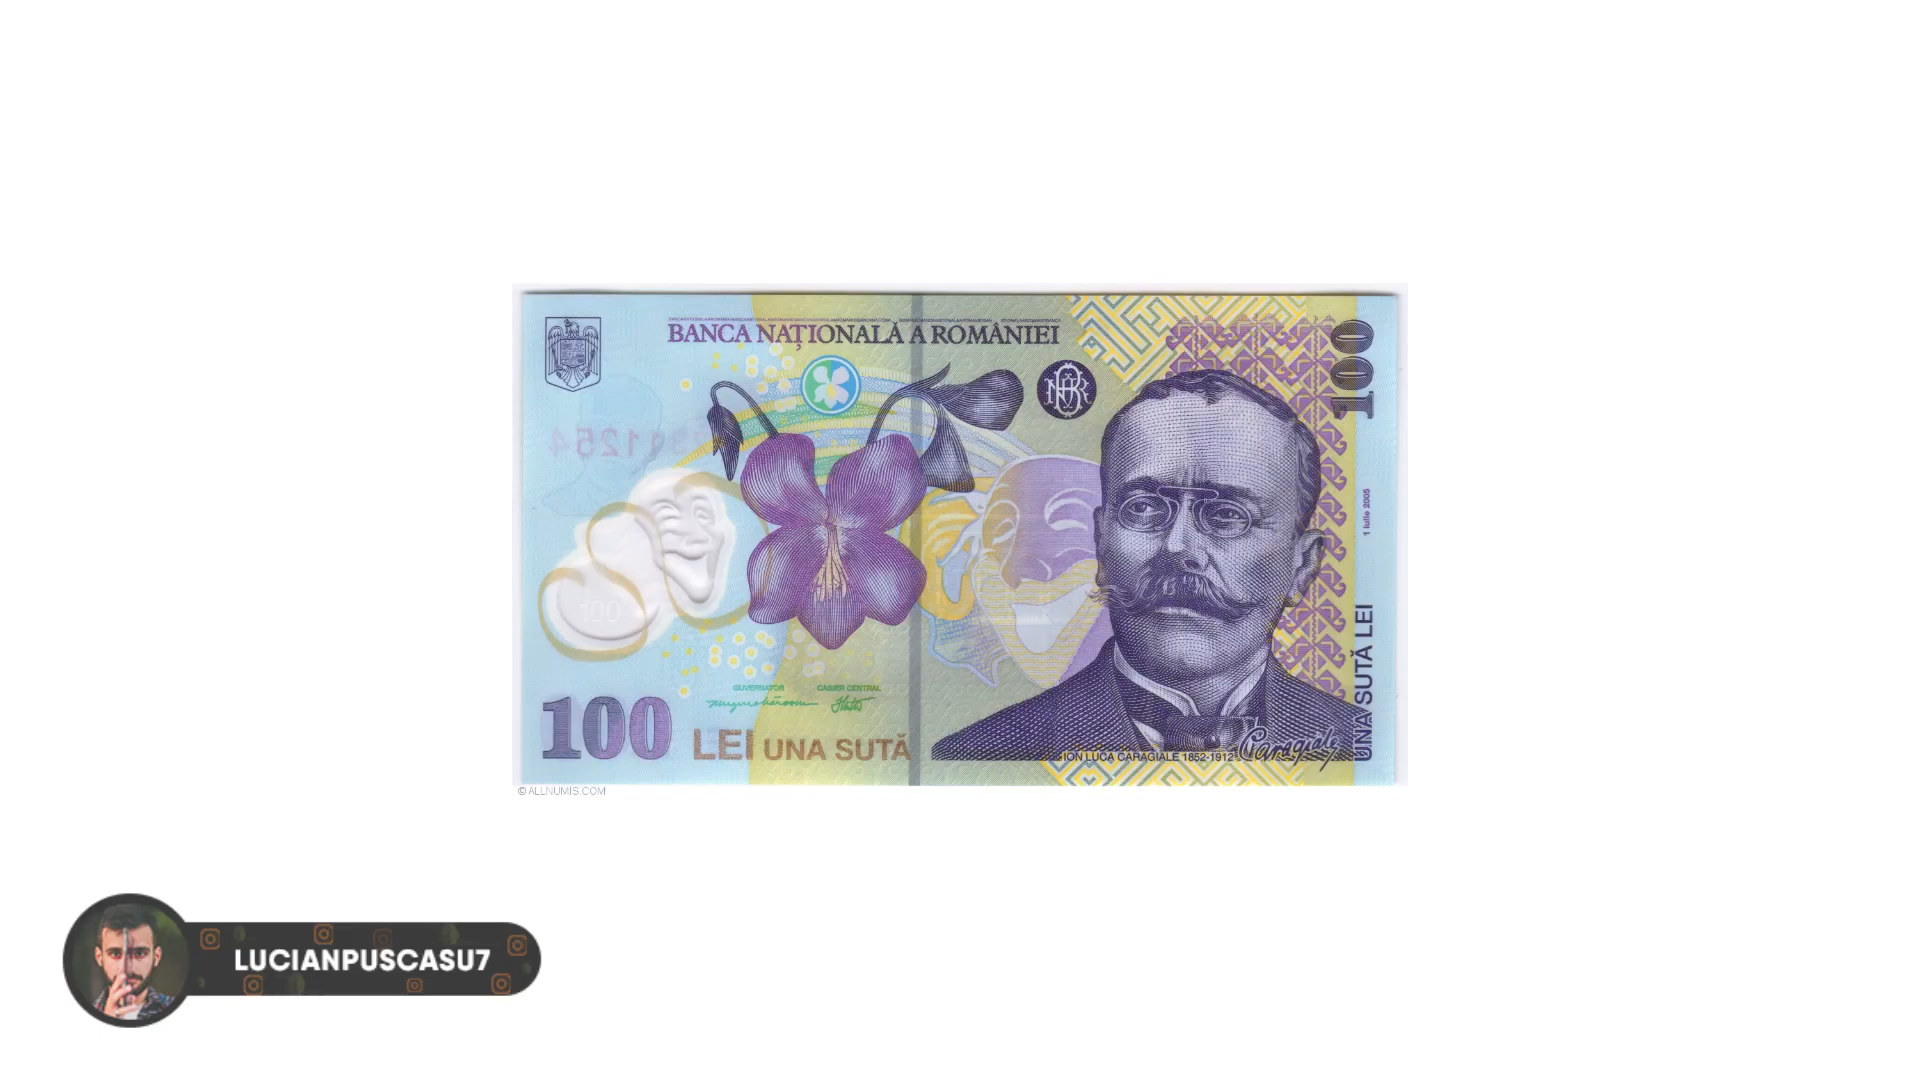 BANCA NAȚIONALĂ A ROMÂNIEI
100
1 Iulie 2005
UNA SUTĂ LEI
100
GUVERNATOR CASIER CENTRAL
100 LEI UNA SUTĂ
ION LUCA CARAGIALE 1852-1912
Caragiale
© ALLNUMIS.COM
LUCIANPUSCASU7